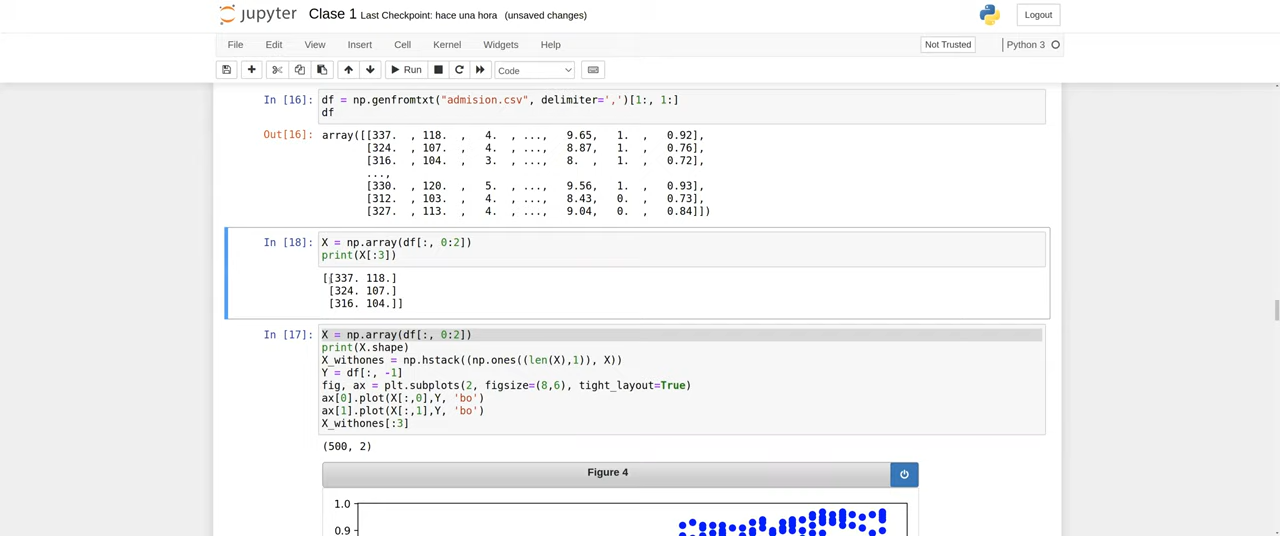 jupyter Clase 1 Last Checkpoint: hace una hora (unsaved changes) Logout
File Edit View Insert Cell Kernel Widgets Help Not Trusted Python 3
Run Code
In [16]: df = np.genfromtxt("admision.csv", delimiter=',')[1:, 1:]
df
Out[16]: array([[337. , 118. , 4. , ..., 9.65, 1. , 0.92],
[324. , 107. , 4. , ..., 8.87, 1. , 0.76],
[316. , 104. , 3. , ..., 8. , 1. , 0.72],
...,
[330. , 120. , 5. , ..., 9.56, 1. , 0.93],
[312. , 103. , 4. , ..., 8.43, 0. , 0.73],
[327. , 113. , 4. , ..., 9.04, 0. , 0.84]])
In [18]: X = np.array(df[:, 0:2])
print(X[:3])
[[337. 118.]
[324. 107.]
[316. 104.]]
In [17]: X = np.array(df[:, 0:2])
print(X.shape)
X_withones = np.hstack((np.ones((len(X),1)), X))
Y = df[:, -1]
fig, ax = plt.subplots(2, figsize=(8,6), tight_layout=True)
ax[0].plot(X[:,0],Y, 'bo')
ax[1].plot(X[:,1],Y, 'bo')
X_withones[:3]
(500, 2)
Figure 4
1.0
0.9